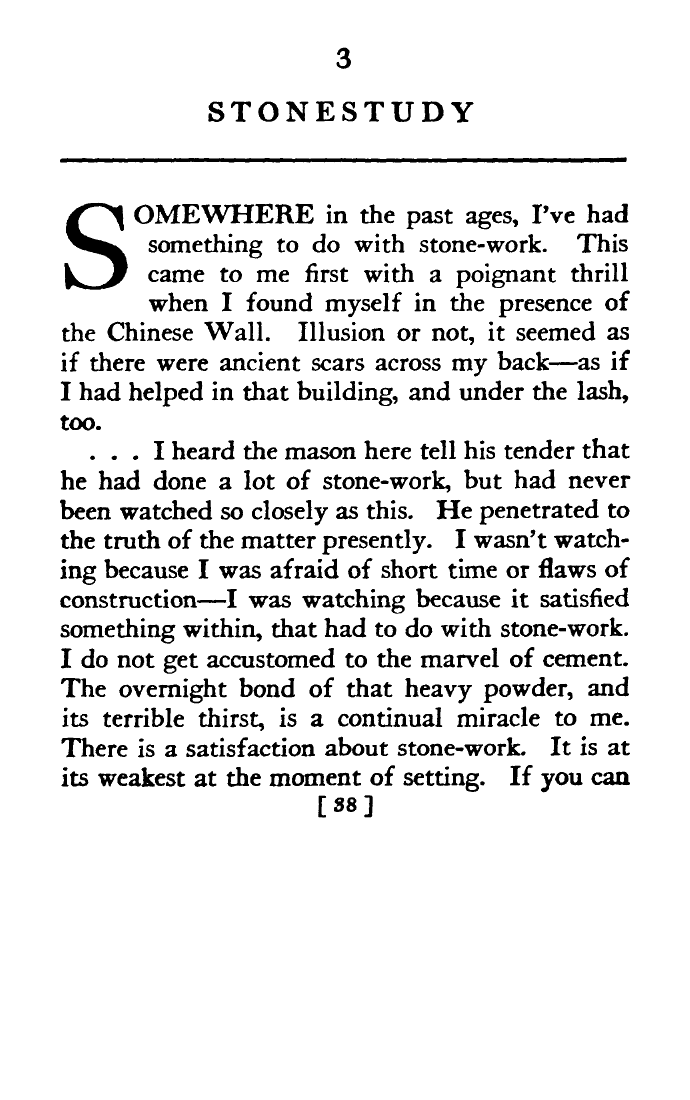 3
STONESTUDY
SOMEWHERE in the past ages, I've had
something to do with stone-work. This
came to me first with a poignant thrill
when I found myself in the presence of
the Chinese Wall. Illusion or not, it seemed as
if there were ancient scars across my back—as if
I had helped in that building, and under the lash,
too.
. . . I heard the mason here tell his tender that
he had done a lot of stone-work, but had never
been watched so closely as this. He penetrated to
the truth of the matter presently. I wasn't watch-
ing because I was afraid of short time or flaws of
construction—I was watching because it satisfied
something within, that had to do with stone-work.
I do not get accustomed to the marvel of cement.
The overnight bond of that heavy powder, and
its terrible thirst, is a continual miracle to me.
There is a satisfaction about stone-work. It is at
its weakest at the moment of setting. If you can
[ 38 ]